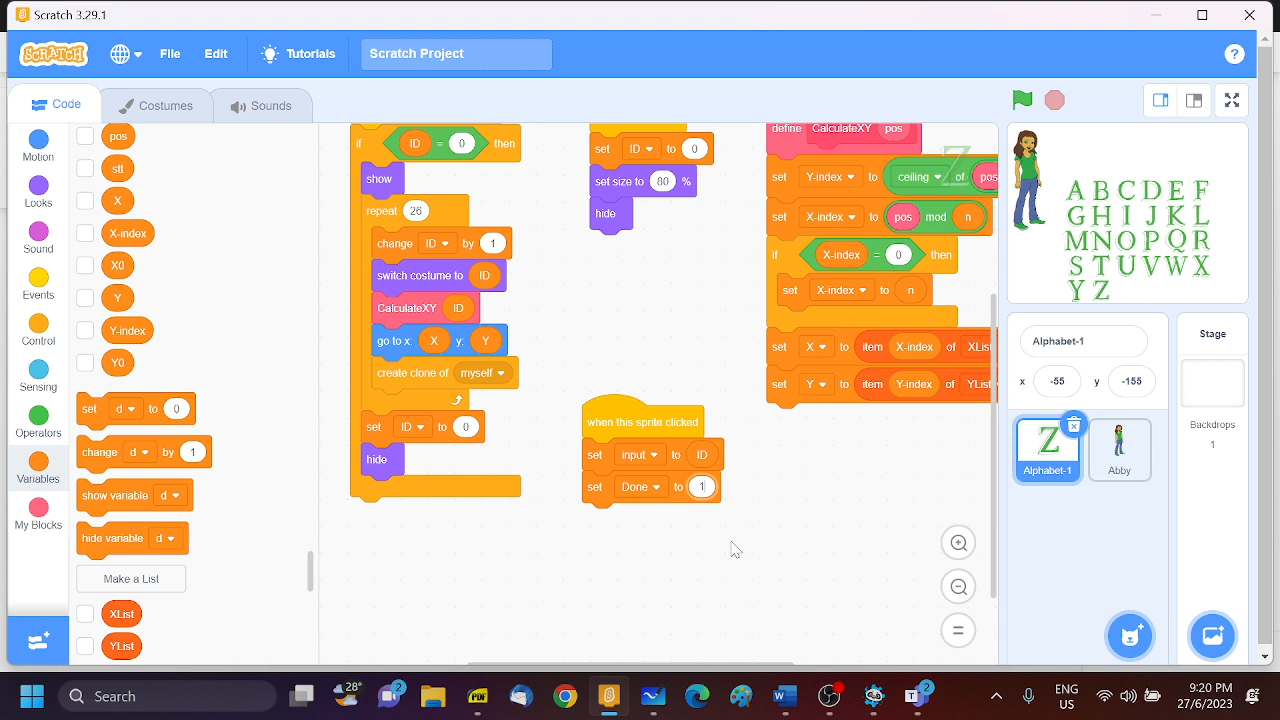 Scratch 3.29.1
SCRATCH File Edit Tutorials Scratch Project ?
Code Costumes Sounds
Motion
Looks
Sound
Events
Control
Sensing
Operators
Variables
My Blocks
pos
stt
X
X-index
X0
Y
Y-index
Y0
set d to 0
change d by 1
show variable d
hide variable d
Make a List
XList
YList
if ID = 0 then
show
repeat 26
change ID by 1
switch costume to ID
CalculateXY ID
go to x: X y: Y
create clone of myself
set ID to 0
hide
set ID to 0
set size to 80 %
hide
when this sprite clicked
set input to ID
set Done to 1
define CalculateXY pos
set Y-index to ceiling of pos
set X-index to pos mod n
if X-index = 0 then
set X-index to n
set X to item X-index of XList
set Y to item Y-index of YList
Z
A B C D E F
G H I J K L
M N O P Q R
S T U V W X
Y Z
Alphabet-1
x -55 y -155
Z
Alphabet-1
Abby
Stage
Backdrops
1
Search
28°
2
PDF
2
ENG
US
9:20 PM
27/6/2023